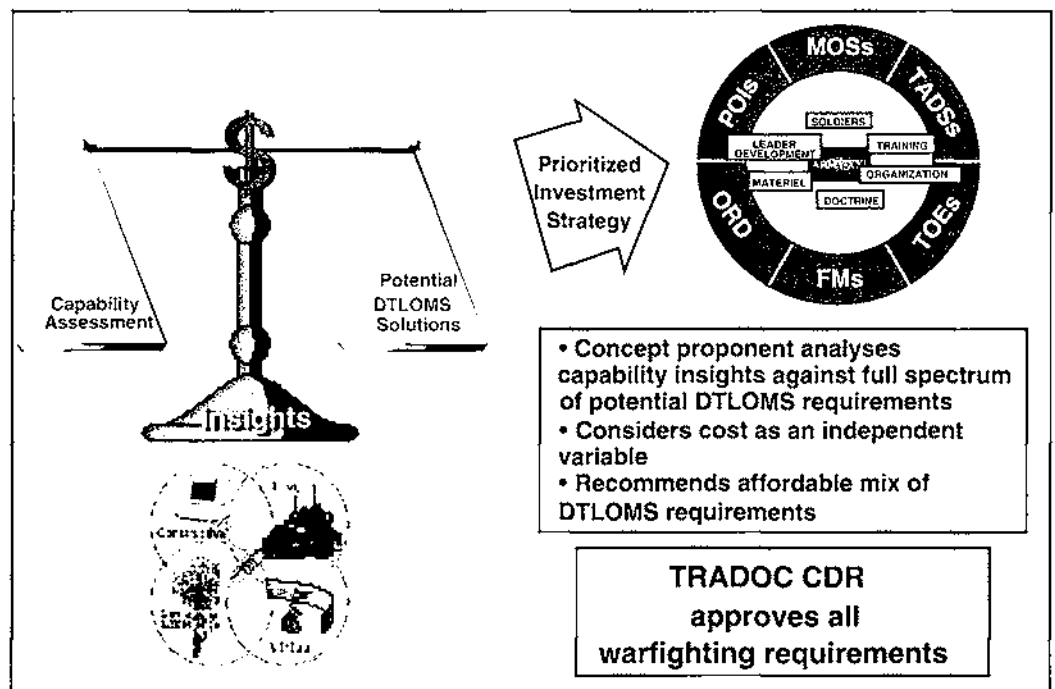 Capability
Assessment
Potential
DTLOMS
Solutions
Insights
Prioritized
Investment
Strategy
MOSs
POIs
TADSs
SOLDIERS
LEADER
DEVELOPMENT
TRAINING
MATERIEL
ORGANIZATION
DOCTRINE
ORD
TOEs
FMs
• Concept proponent analyses
capability insights against full spectrum
of potential DTLOMS requirements
• Considers cost as an independent
variable
• Recommends affordable mix of
DTLOMS requirements
TRADOC CDR
approves all
warfighting requirements